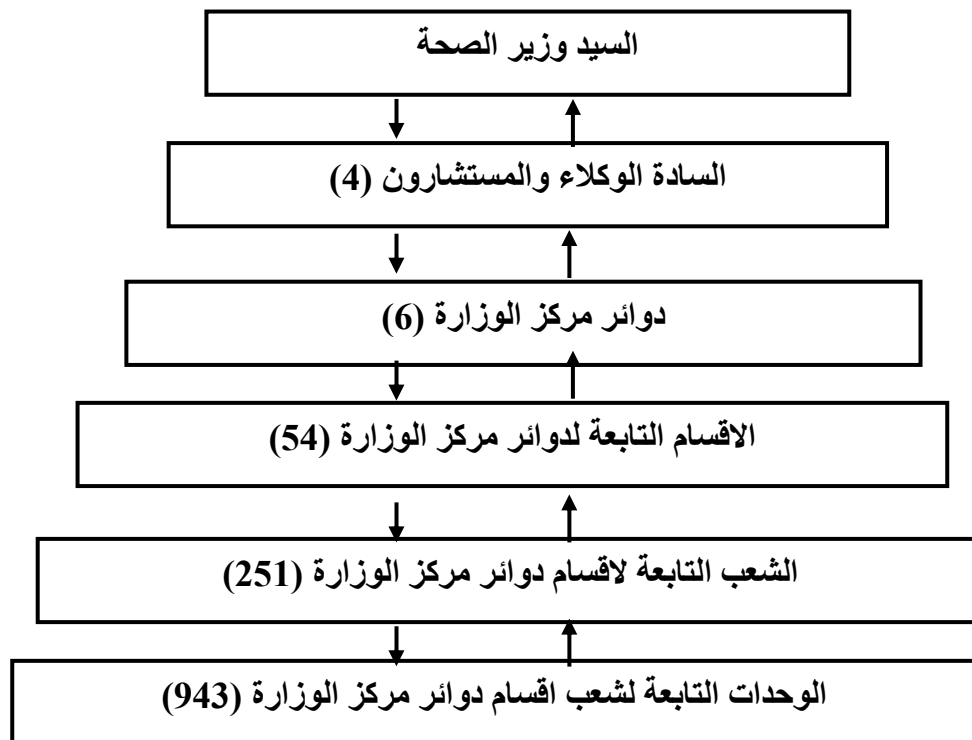 السيد وزير الصحة
السادة الوكلاء والمستشارون (4)
دوائر مركز الوزارة (6)
الاقسام التابعة لدوائر مركز الوزارة (54)
الشعب التابعة لاقسام دوائر مركز الوزارة (251)
الوحدات التابعة لشعب اقسام دوائر مركز الوزارة (943)